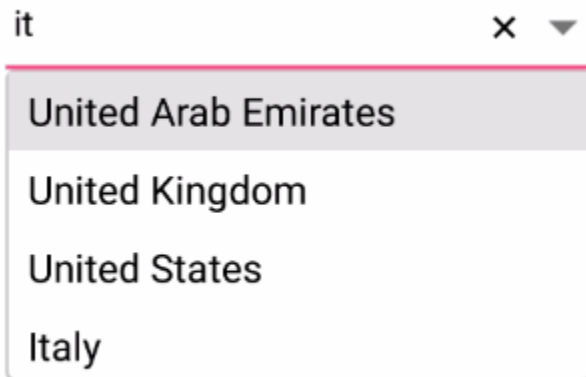 it
United Arab Emirates
United Kingdom
United States
Italy